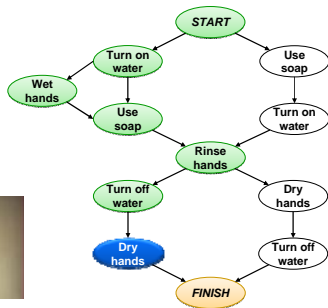 START
Turn on
water
Use
soap
Wet
hands
Use
soap
Turn on
water
Rinse
hands
Turn off
water
Dry
hands
Dry
hands
Turn off
water
FINISH